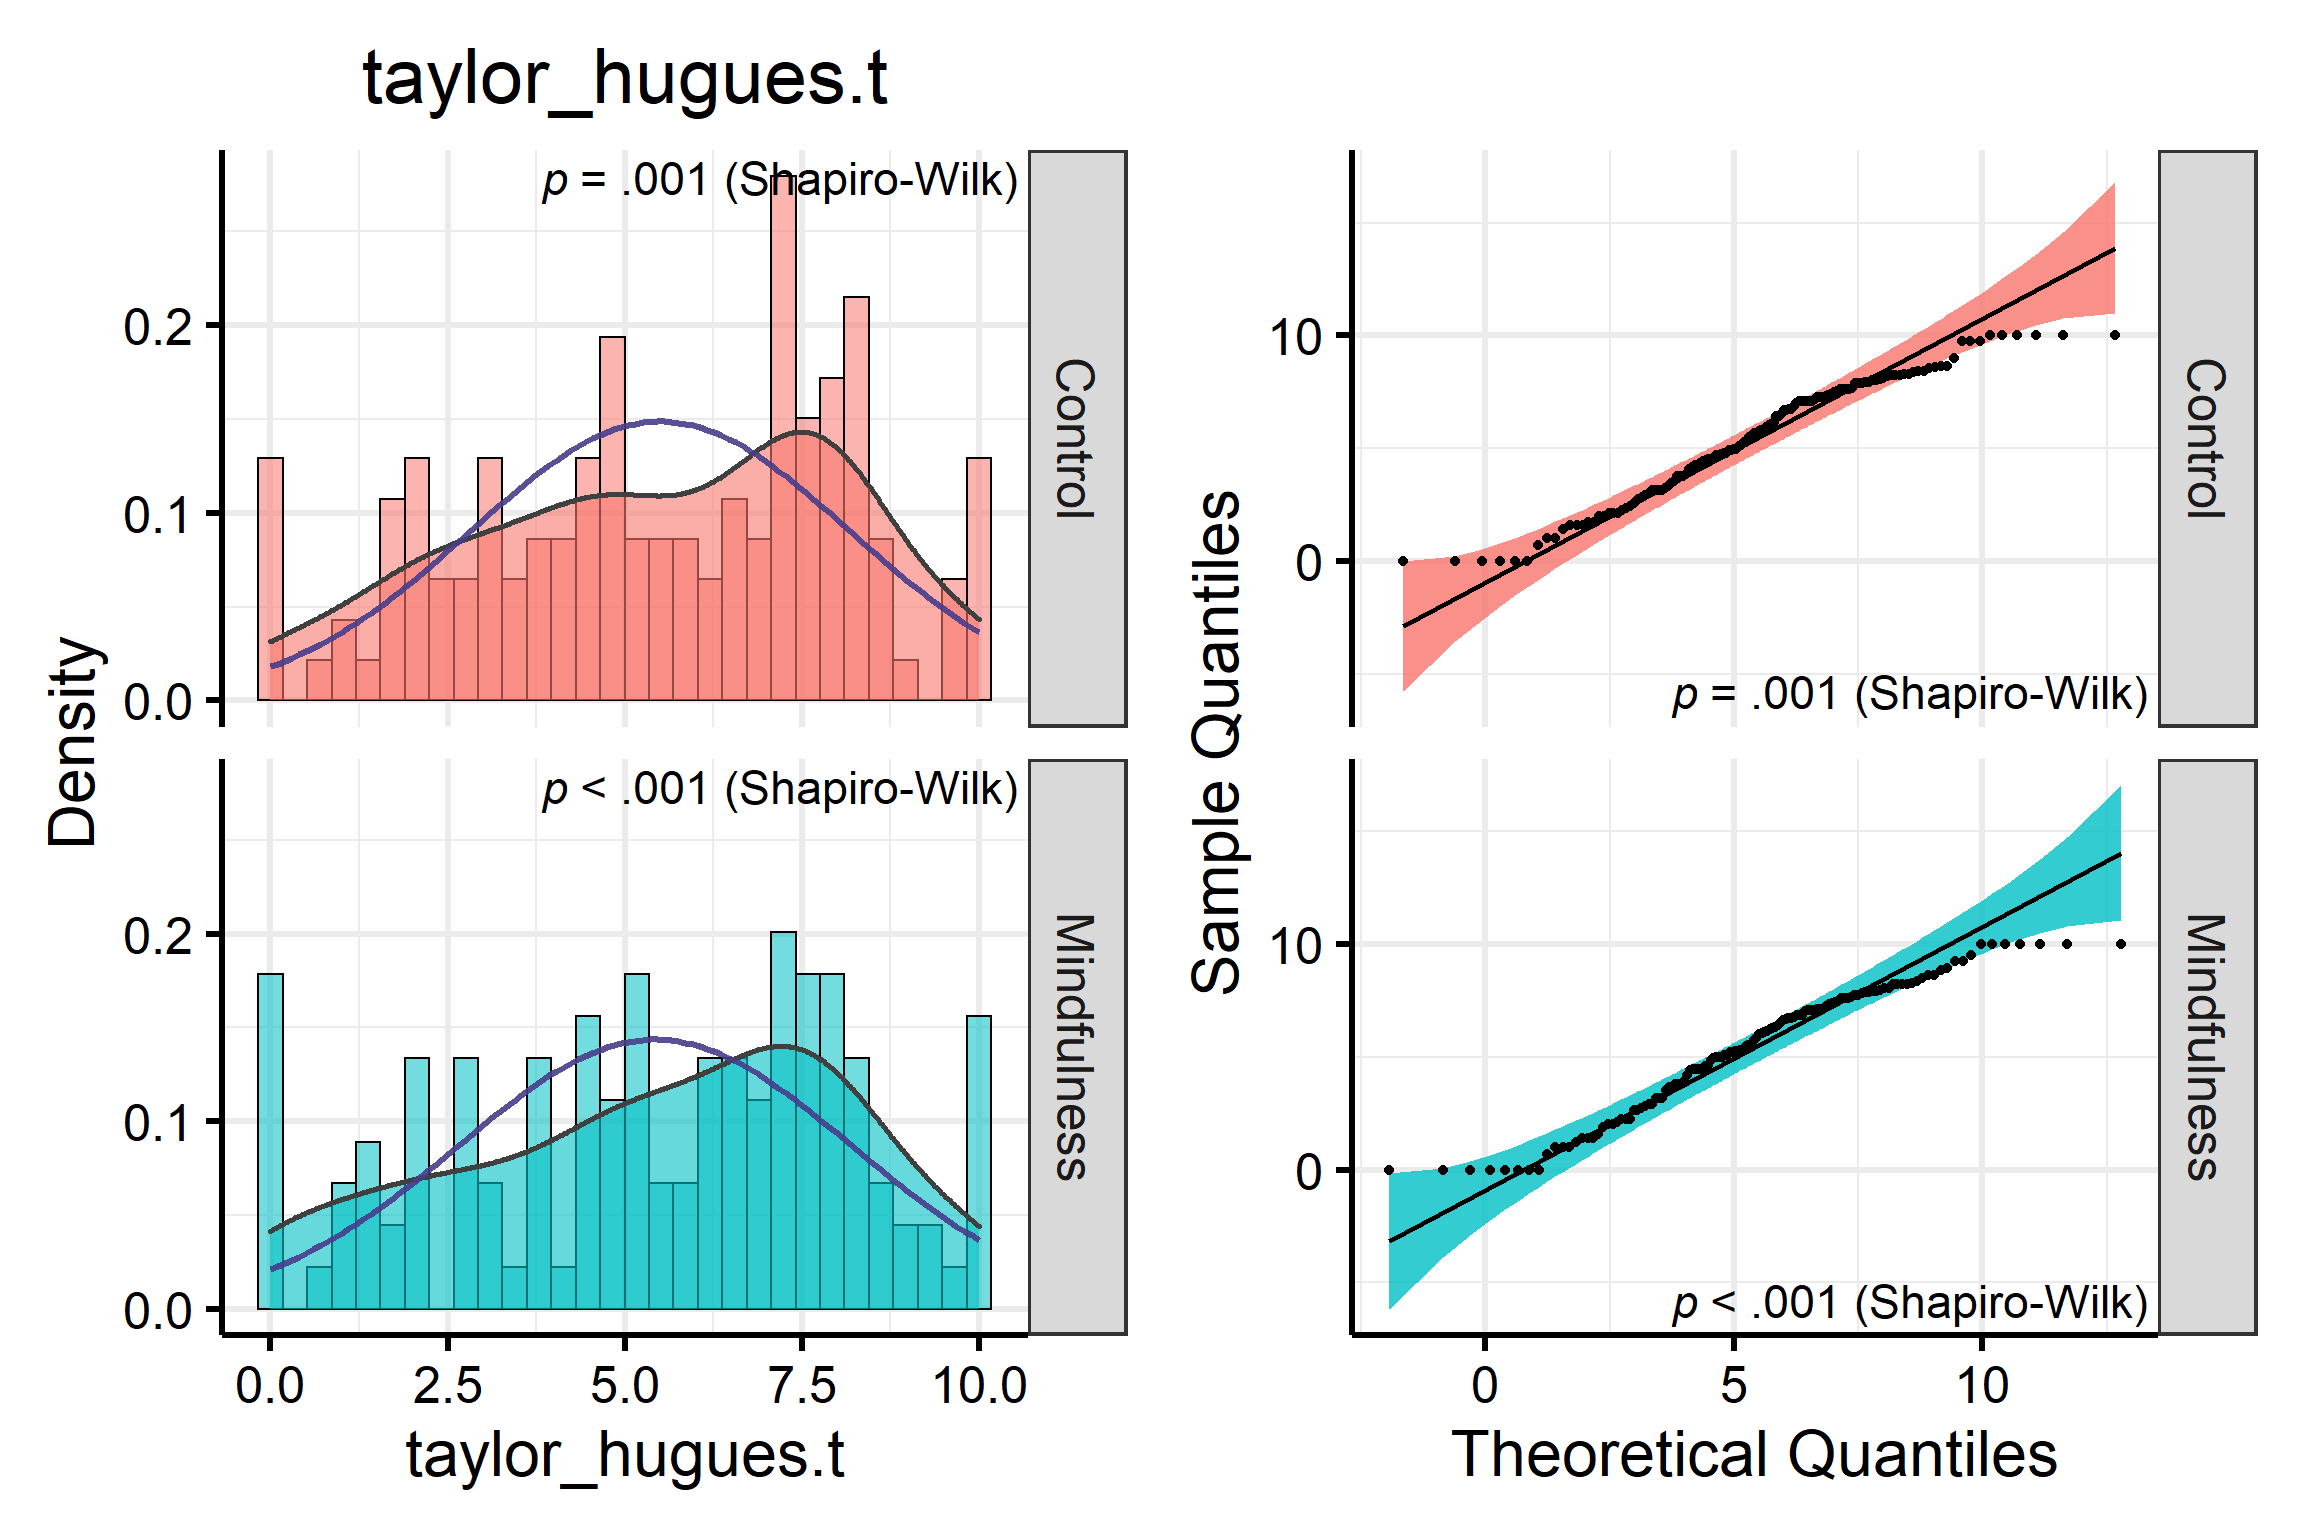 taylor_hugues.t
Density
p = .001 (Shapiro-Wilk)
0.2
0.1
0.0
Control
p < .001 (Shapiro-Wilk)
0.2
0.1
0.0
Mindfulness
0.0 2.5 5.0 7.5 10.0
taylor_hugues.t
Sample Quantiles
10
0
p = .001 (Shapiro-Wilk)
Control
10
0
p < .001 (Shapiro-Wilk)
Mindfulness
0 5 10
Theoretical Quantiles